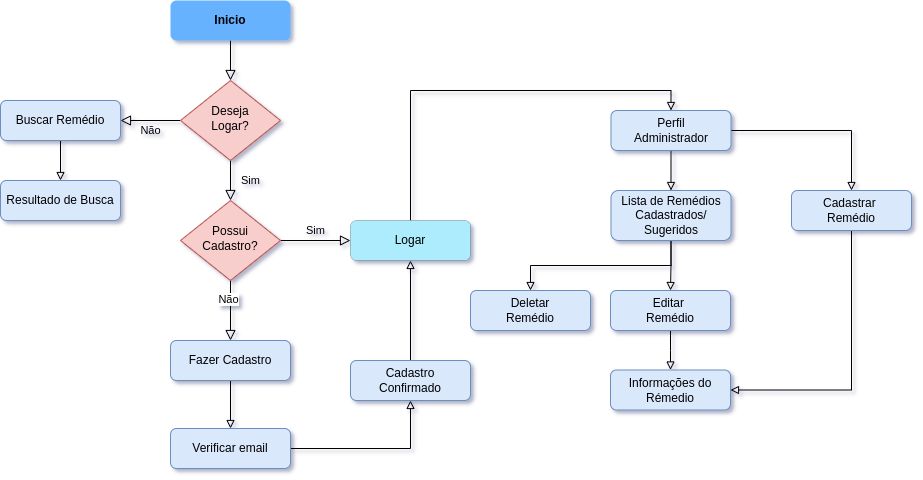 Inicio
Deseja
Logar?
Não
Buscar Remédio
Resultado de Busca
Sim
Possui
Cadastro?
Sim
Logar
Não
Fazer Cadastro
Verificar email
Cadastro
Confirmado
Perfil
Administrador
Lista de Remédios
Cadastrados/
Sugeridos
Cadastrar
Remédio
Deletar
Remédio
Editar
Remédio
Informações do
Rémedio